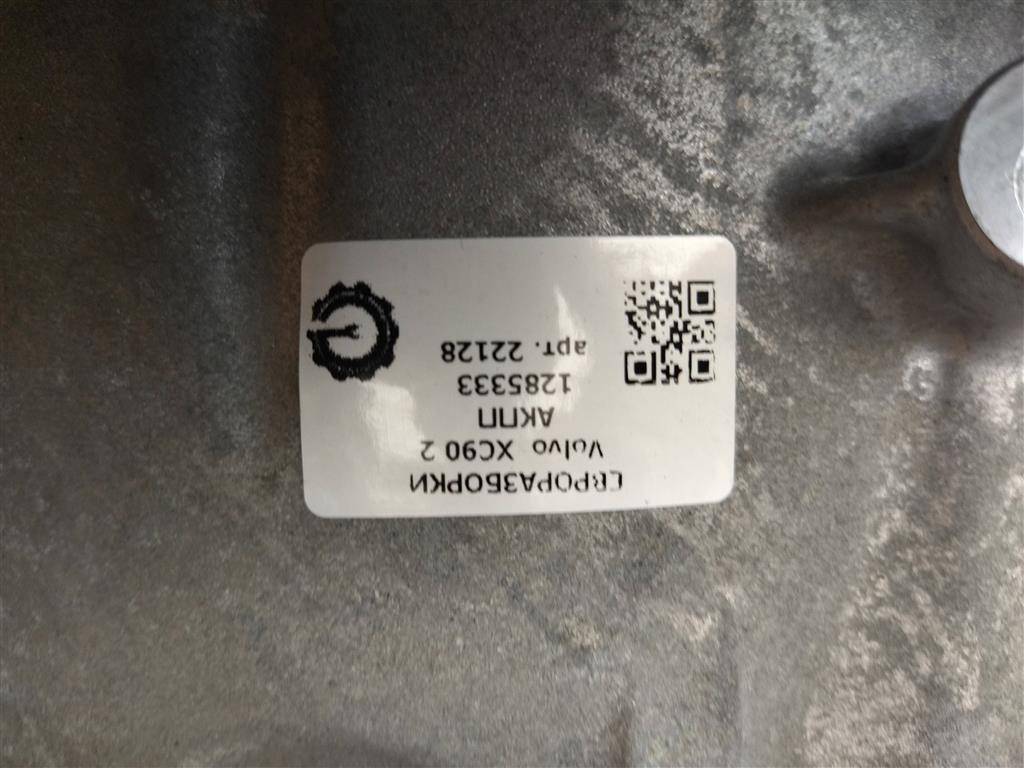 ЕВРОРАЗБОРКИ
Volvo XC90 2
АКПП
1285333
арт. 22128
G